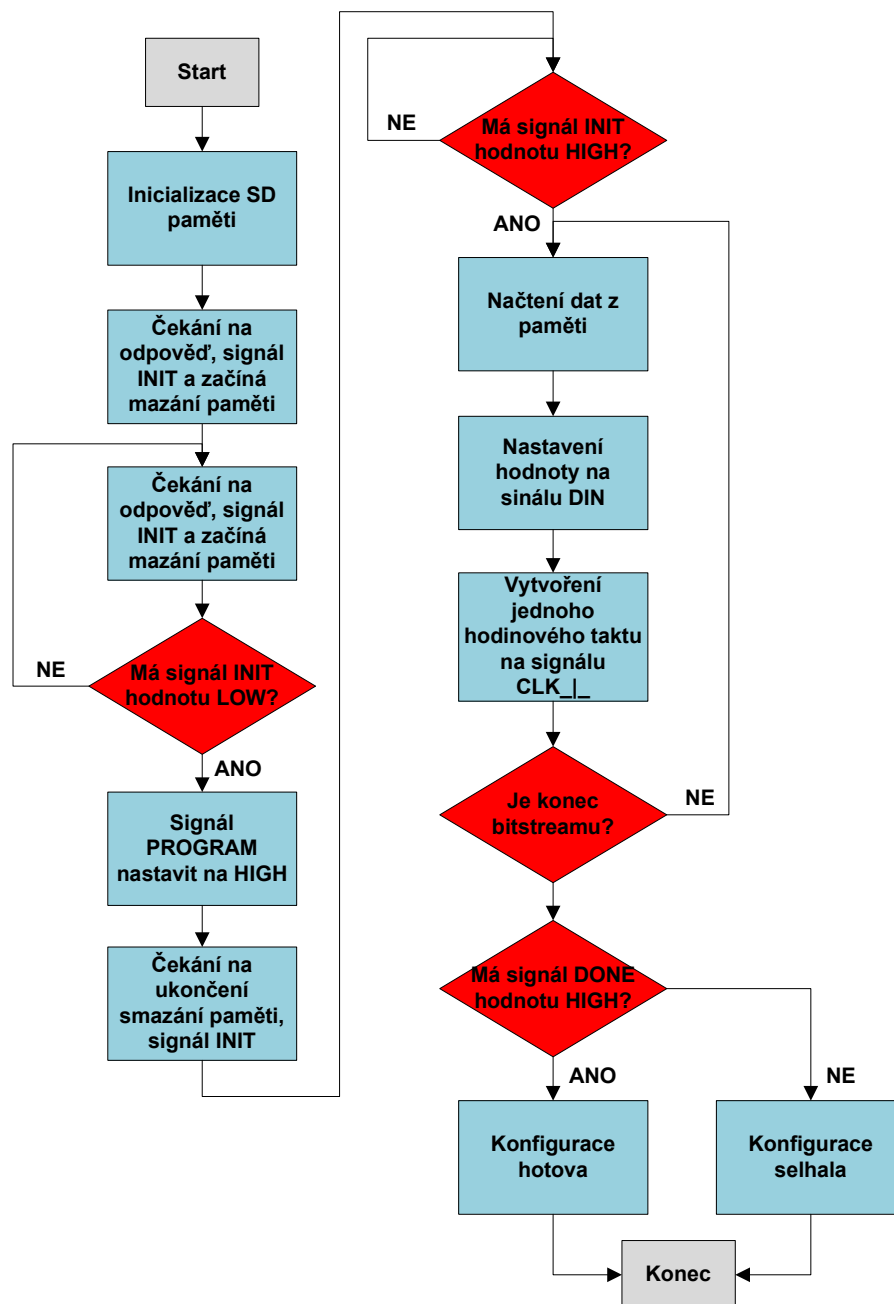 Start
Inicializace SD
paměti
Čekání na
odpověď, signál
INIT a začíná
mazání paměti
Čekání na
odpověď, signál
INIT a začíná
mazání paměti
NE
Má signál INIT
hodnotu LOW?
ANO
Signál
PROGRAM
nastavit na HIGH
Čekání na
ukončení
smazání paměti,
signál INIT
NE
Má signál INIT
hodnotu HIGH?
ANO
Načtení dat z
paměti
Nastavení
hodnoty na
sinálu DIN
Vytvoření
jednoho
hodinového taktu
na signálu
CLK_|_
Je konec
bitstreamu?
NE
Má signál DONE
hodnotu HIGH?
ANO
NE
Konfigurace
hotova
Konfigurace
selhala
Konec